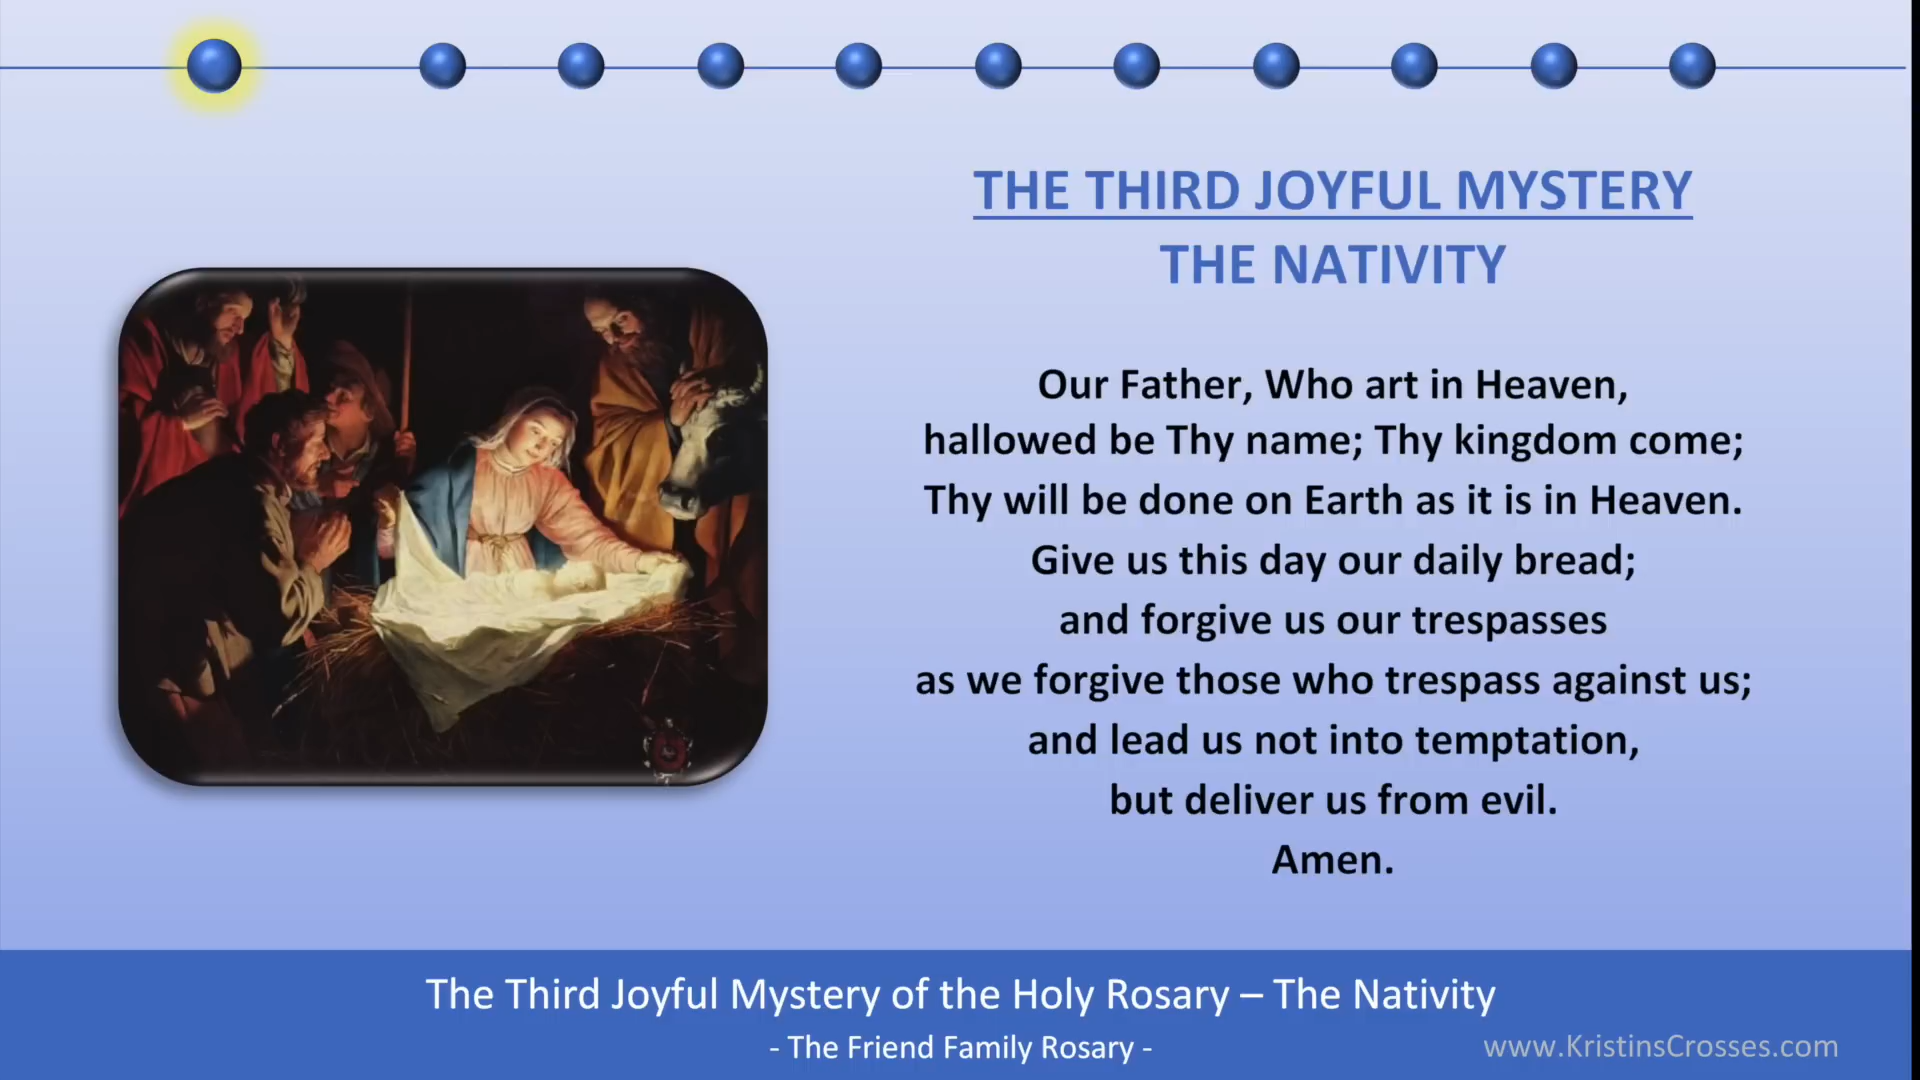 THE THIRD JOYFUL MYSTERY
THE NATIVITY
Our Father, Who art in Heaven,
hallowed be Thy name; Thy kingdom come;
Thy will be done on Earth as it is in Heaven.
Give us this day our daily bread;
and forgive us our trespasses
as we forgive those who trespass against us;
and lead us not into temptation,
but deliver us from evil.
Amen.
The Third Joyful Mystery of the Holy Rosary – The Nativity
- The Friend Family Rosary -
www.KristinsCrosses.com